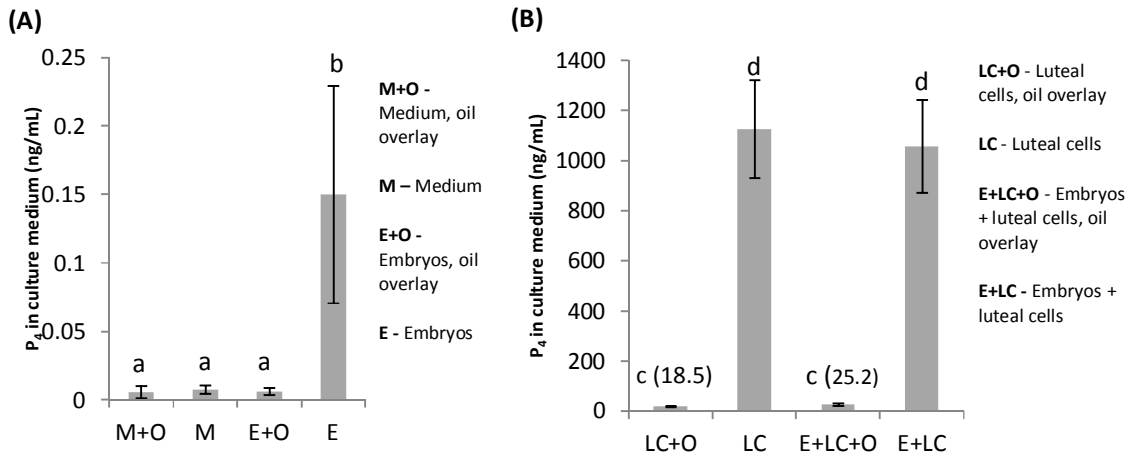 (A)
P4 in culture medium (ng/mL)
0.25
0.2
0.15
0.1
0.05
0
a
a
a
b
M+O
M
E+O
E
M+O -
Medium, oil
overlay
M – Medium
E+O -
Embryos, oil
overlay
E - Embryos
(B)
P4 in culture medium (ng/mL)
1400
1200
1000
800
600
400
200
0
c (18.5)
d
c (25.2)
d
LC+O
LC
E+LC+O
E+LC
LC+O - Luteal
cells, oil overlay
LC - Luteal cells
E+LC+O - Embryos
+ luteal cells, oil
overlay
E+LC - Embryos +
luteal cells